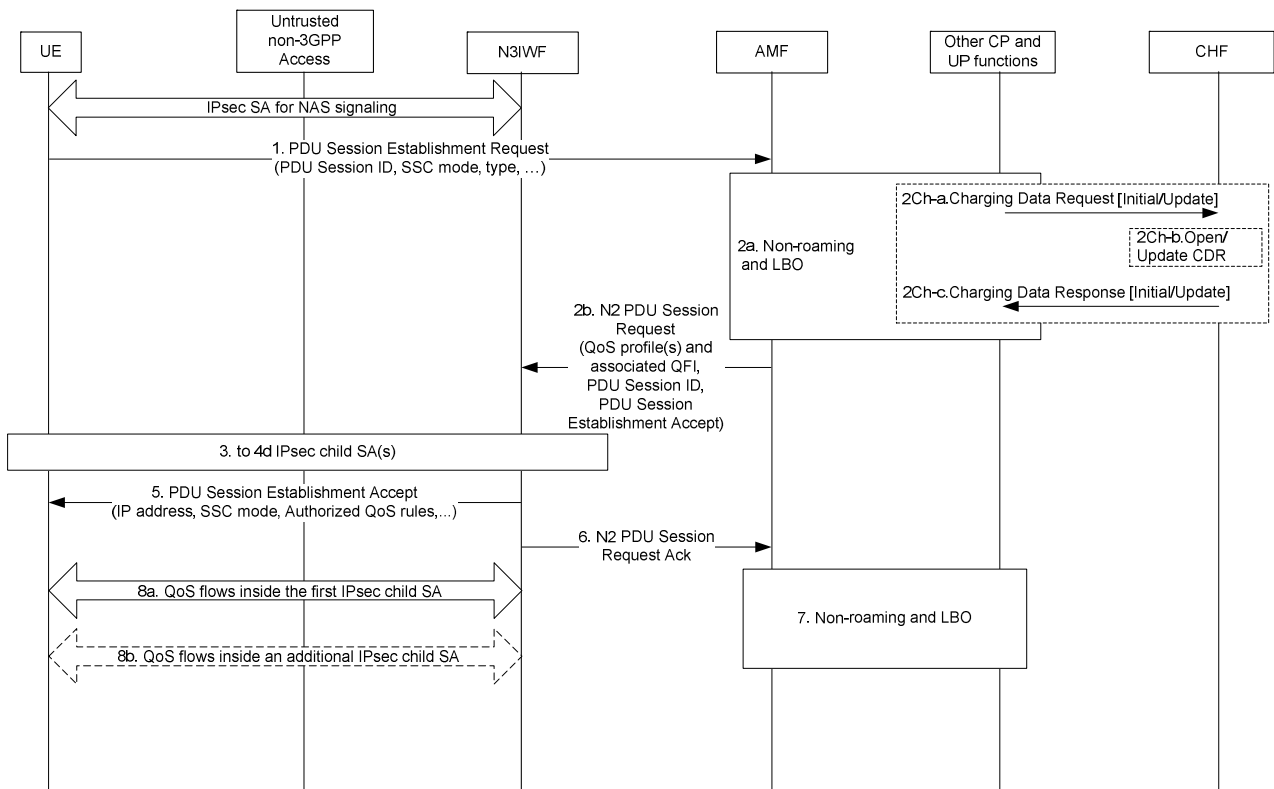 UE
Untrusted
non-3GPP
Access
N3IWF
AMF
Other CP and
UP functions
CHF
IPsec SA for NAS signaling
1. PDU Session Establishment Request
(PDU Session ID, SSC mode, type, …)
2Ch-a.Charging Data Request [Initial/Update]
2a. Non-roaming
and LBO
2Ch-b.Open/
Update CDR
2Ch-c.Charging Data Response [Initial/Update]
2b. N2 PDU Session
Request
(QoS profile(s) and
associated QFI,
PDU Session ID,
PDU Session
Establishment Accept)
3. to 4d IPsec child SA(s)
5. PDU Session Establishment Accept
(IP address, SSC mode, Authorized QoS rules,...)
6. N2 PDU Session
Request Ack
8a. QoS flows inside the first IPsec child SA
7. Non-roaming and LBO
8b. QoS flows inside an additional IPsec child SA